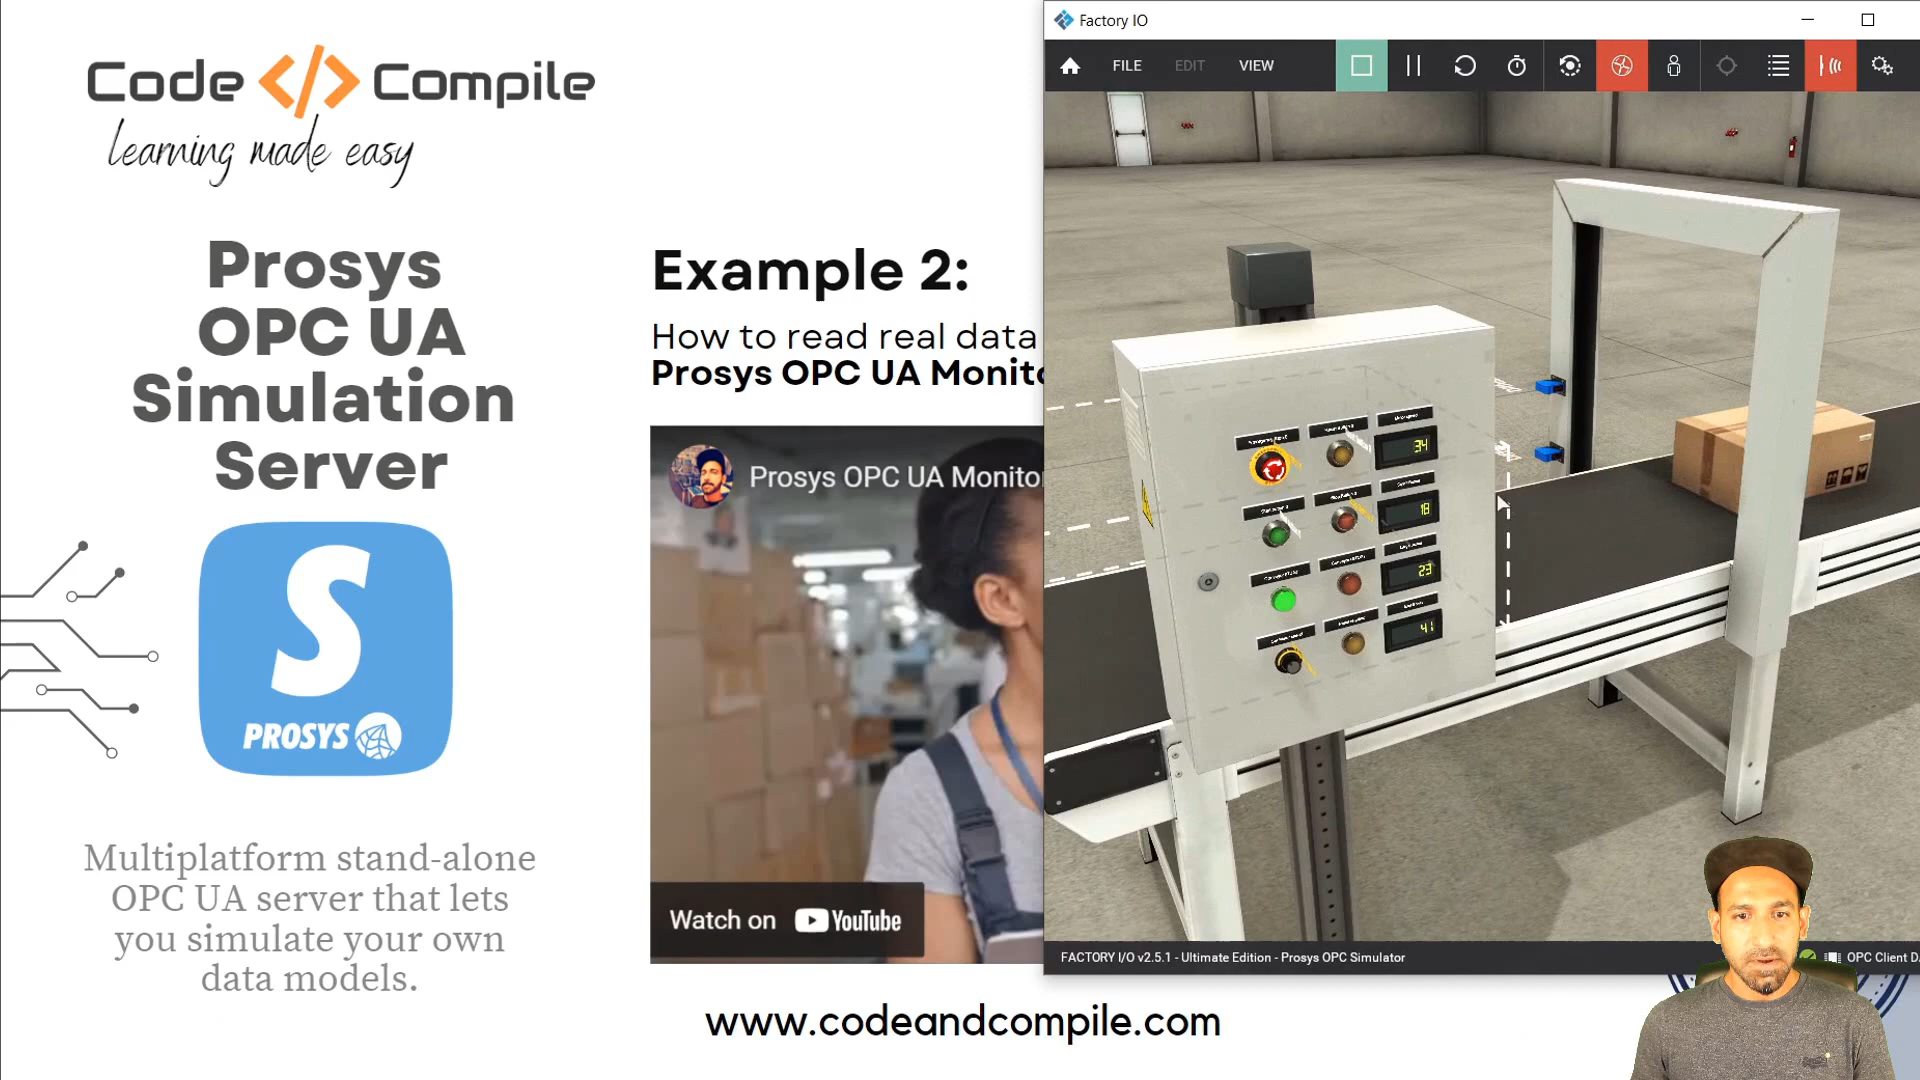 Code </> Compile
learning made easy
Prosys
OPC UA
Simulation
Server
S
PROSYS
Multiplatform stand-alone
OPC UA server that lets
you simulate your own
data models.
Example 2:
How to read real data
Prosys OPC UA Monito
Prosys OPC UA Monitor
Watch on YouTube
www.codeandcompile.com
Factory IO
FILE EDIT VIEW
34
18
23
41
FACTORY I/O v2.5.1 - Ultimate Edition - Prosys OPC Simulator
OPC Client D